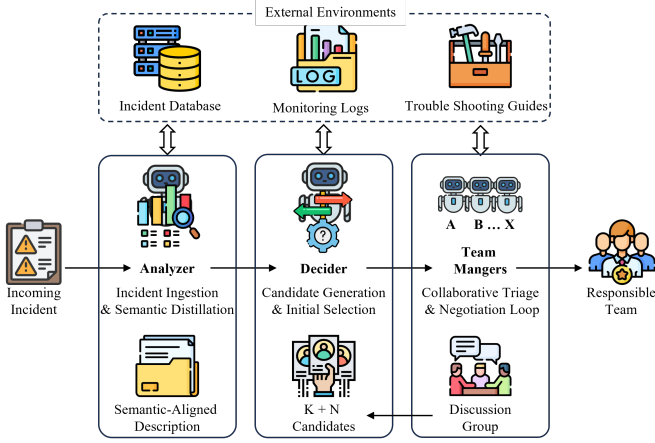 External Environments
LOG
Incident Database
Monitoring Logs
Trouble Shooting Guides
A B ... X
?
Analyzer
Decider
Team
Mangers
Incoming
Incident
Incident Ingestion
& Semantic Distillation
Candidate Generation
& Initial Selection
Collaborative Triage
& Negotiation Loop
Responsible
Team
Semantic-Aligned
Description
K + N
Candidates
Discussion
Group